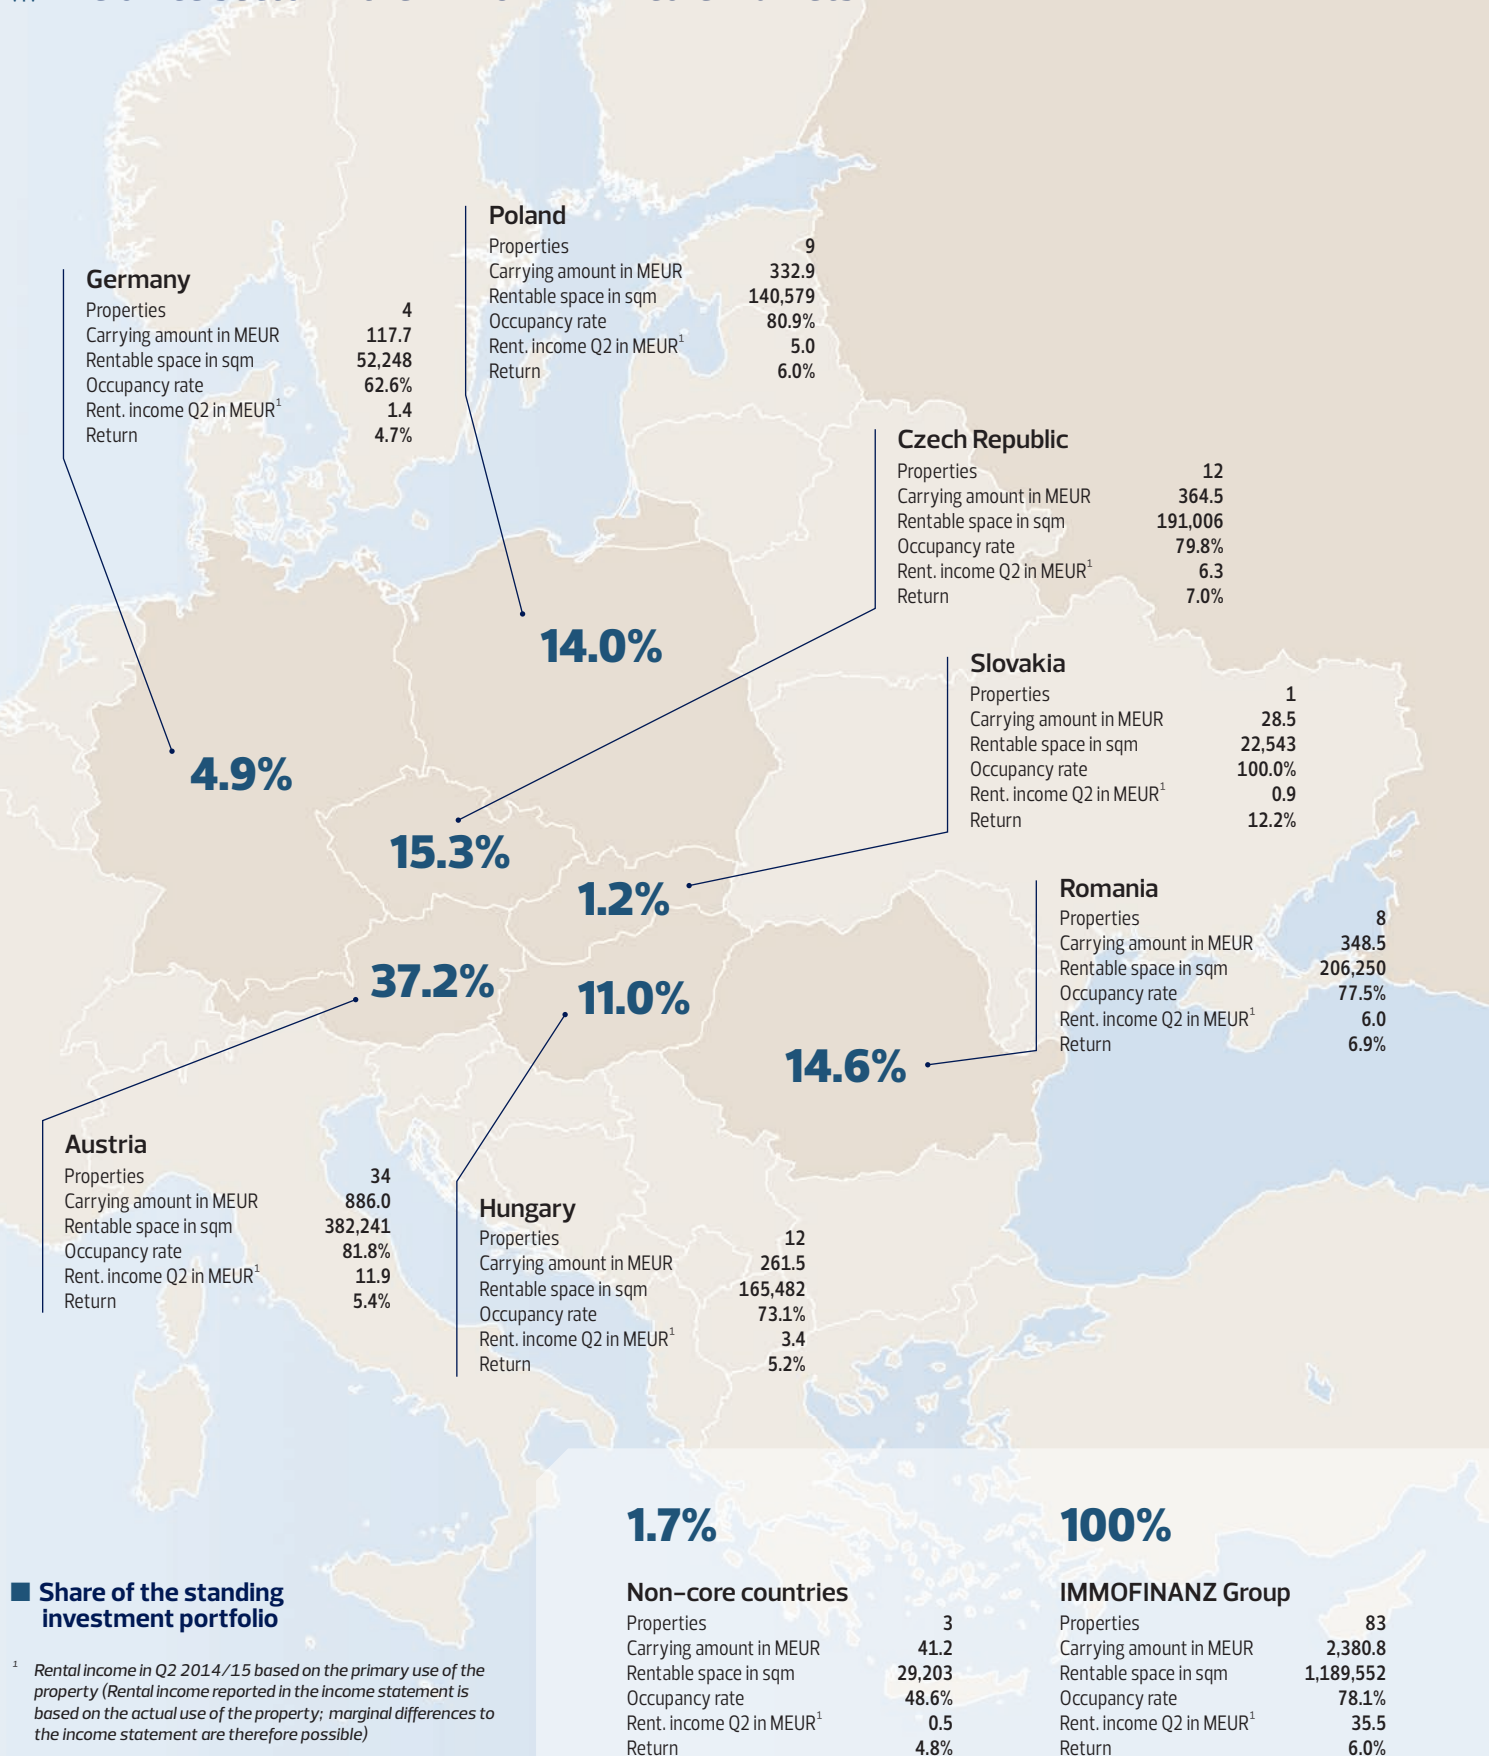 Poland
Properties 9
Carrying amount in MEUR 332.9
Rentable space in sqm 140,579
Occupancy rate 80.9%
Rent. income Q2 in MEUR¹ 5.0
Return 6.0%
Germany
Properties 4
Carrying amount in MEUR 117.7
Rentable space in sqm 52,248
Occupancy rate 62.6%
Rent. income Q2 in MEUR¹ 1.4
Return 4.7%
Czech Republic
Properties 12
Carrying amount in MEUR 364.5
Rentable space in sqm 191,006
Occupancy rate 79.8%
Rent. income Q2 in MEUR¹ 6.3
Return 7.0%
14.0%
Slovakia
Properties 1
Carrying amount in MEUR 28.5
Rentable space in sqm 22,543
Occupancy rate 100.0%
Rent. income Q2 in MEUR¹ 0.9
Return 12.2%
4.9%
15.3%
1.2%
Romania
Properties 8
Carrying amount in MEUR 348.5
Rentable space in sqm 206,250
Occupancy rate 77.5%
Rent. income Q2 in MEUR¹ 6.0
Return 6.9%
37.2%
11.0%
14.6%
Austria
Properties 34
Carrying amount in MEUR 886.0
Rentable space in sqm 382,241
Occupancy rate 81.8%
Rent. income Q2 in MEUR¹ 11.9
Return 5.4%
Hungary
Properties 12
Carrying amount in MEUR 261.5
Rentable space in sqm 165,482
Occupancy rate 73.1%
Rent. income Q2 in MEUR¹ 3.4
Return 5.2%
1.7%
Non-core countries
Properties 3
Carrying amount in MEUR 41.2
Rentable space in sqm 29,203
Occupancy rate 48.6%
Rent. income Q2 in MEUR¹ 0.5
Return 4.8%
100%
IMMOFINANZ Group
Properties 83
Carrying amount in MEUR 2,380.8
Rentable space in sqm 1,189,552
Occupancy rate 78.1%
Rent. income Q2 in MEUR¹ 35.5
Return 6.0%
Share of the standing
investment portfolio
¹ Rental income in Q2 2014/15 based on the primary use of the
property (Rental income reported in the income statement is
based on the actual use of the property; marginal differences to
the income statement are therefore possible)